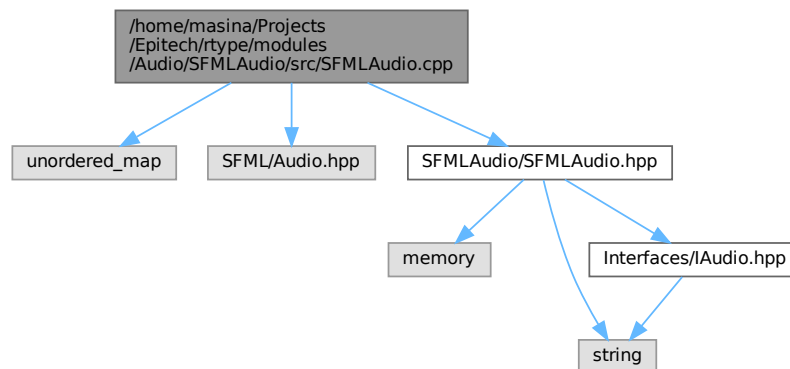 /home/masina/Projects
/Epitech/rtype/modules
/Audio/SFMLAudio/src/SFMLAudio.cpp
unordered_map
SFML/Audio.hpp
SFMLAudio/SFMLAudio.hpp
memory
Interfaces/IAudio.hpp
string